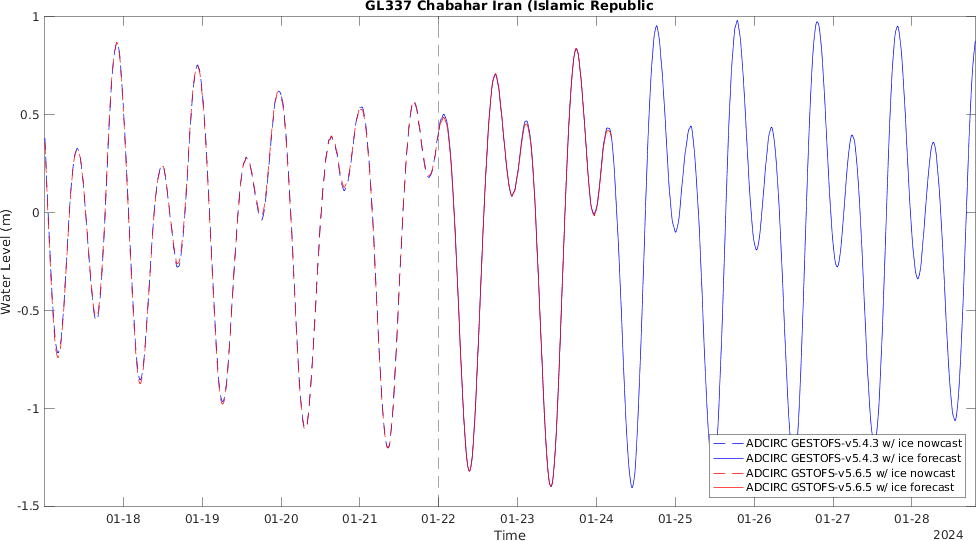 GL337 Chabahar Iran (Islamic Republic
Water Level (m)
1
0.5
0
-0.5
-1
-1.5
01-18 01-19 01-20 01-21 01-22 01-23 01-24 01-25 01-26 01-27 01-28
Time
2024
ADCIRC GESTOFS-v5.4.3 w/ ice nowcast
ADCIRC GESTOFS-v5.4.3 w/ ice forecast
ADCIRC GSTOFS-v5.6.5 w/ ice nowcast
ADCIRC GSTOFS-v5.6.5 w/ ice forecast